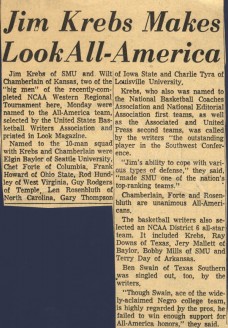 Jim Krebs Makes
Look All-America
Jim Krebs of SMU and Wilt
Chamberlain of Kansas, two of the
"big men" of the recently-com-
pleted NCAA Western Regional
Tournament here, Monday were
named to the All-America team,
selected by the United States Bas-
ketball Writers Association and
printed in Look Magazine.
Named to the 10-man squad
with Krebs and Chamberlain were
Elgin Baylor of Seattle University,
Chet Forte of Columbia, Frank
Howard of Ohio State, Rod Hund-
ley of West Virginia, Guy Rodgers
of Temple, Len Rosenbluth of
North Carolina, Gary Thompson
of Iowa State and Charlie Tyra of
Louisville University.
Krebs, who also was named to
the National Basketball Coaches
Association and National Editorial
Association first teams, as well
as the Associated and United
Press second teams, was called
by the writers "the outstanding
player in the Southwest Confer-
ence.
"Jim's ability to rope with vari-
ous types of defense," they said,
"made SMU one of the nation's
top-ranking teams."
Chamberlain, Forte and Rosen-
bluth are unanimous All-Ameri-
cans.
The basketball writers also se-
lected an NCAA District 6 all-star
team. It included Krebs, Ray
Downs of Texas, Jery Mallett of
Baylor, Bobby Mills of SMU and
Terry Day of Arkansas.
Ben Swain of Texas Southern
was singled out, too, by the
writers.
"Though Swain, ace of the wide-
ly-acclaimed Negro college team,
is highly regarded by the pros, he
failed to win enough support for
All-America honors," they said.